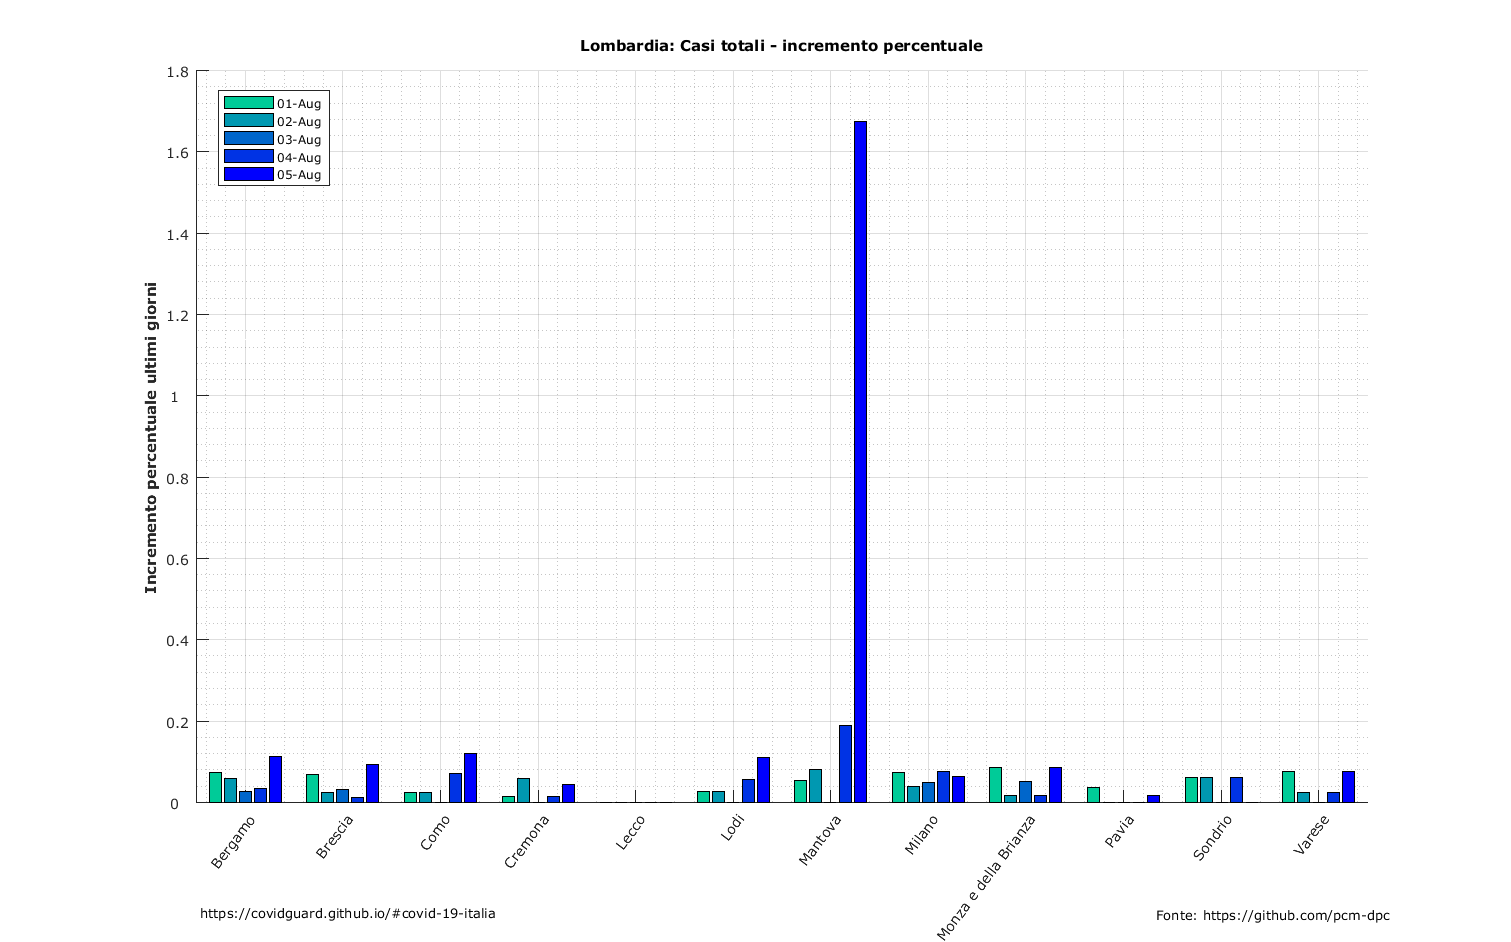 Lombardia: Casi totali - incremento percentuale
Incremento percentuale ultimi giorni
1.8
1.6
1.4
1.2
1
0.8
0.6
0.4
0.2
0
01-Aug
02-Aug
03-Aug
04-Aug
05-Aug
Bergamo
Brescia
Como
Cremona
Lecco
Lodi
Mantova
Milano
Monza e della Brianza
Pavia
Sondrio
Varese
https://covidguard.github.io/#covid-19-italia
Fonte: https://github.com/pcm-dpc